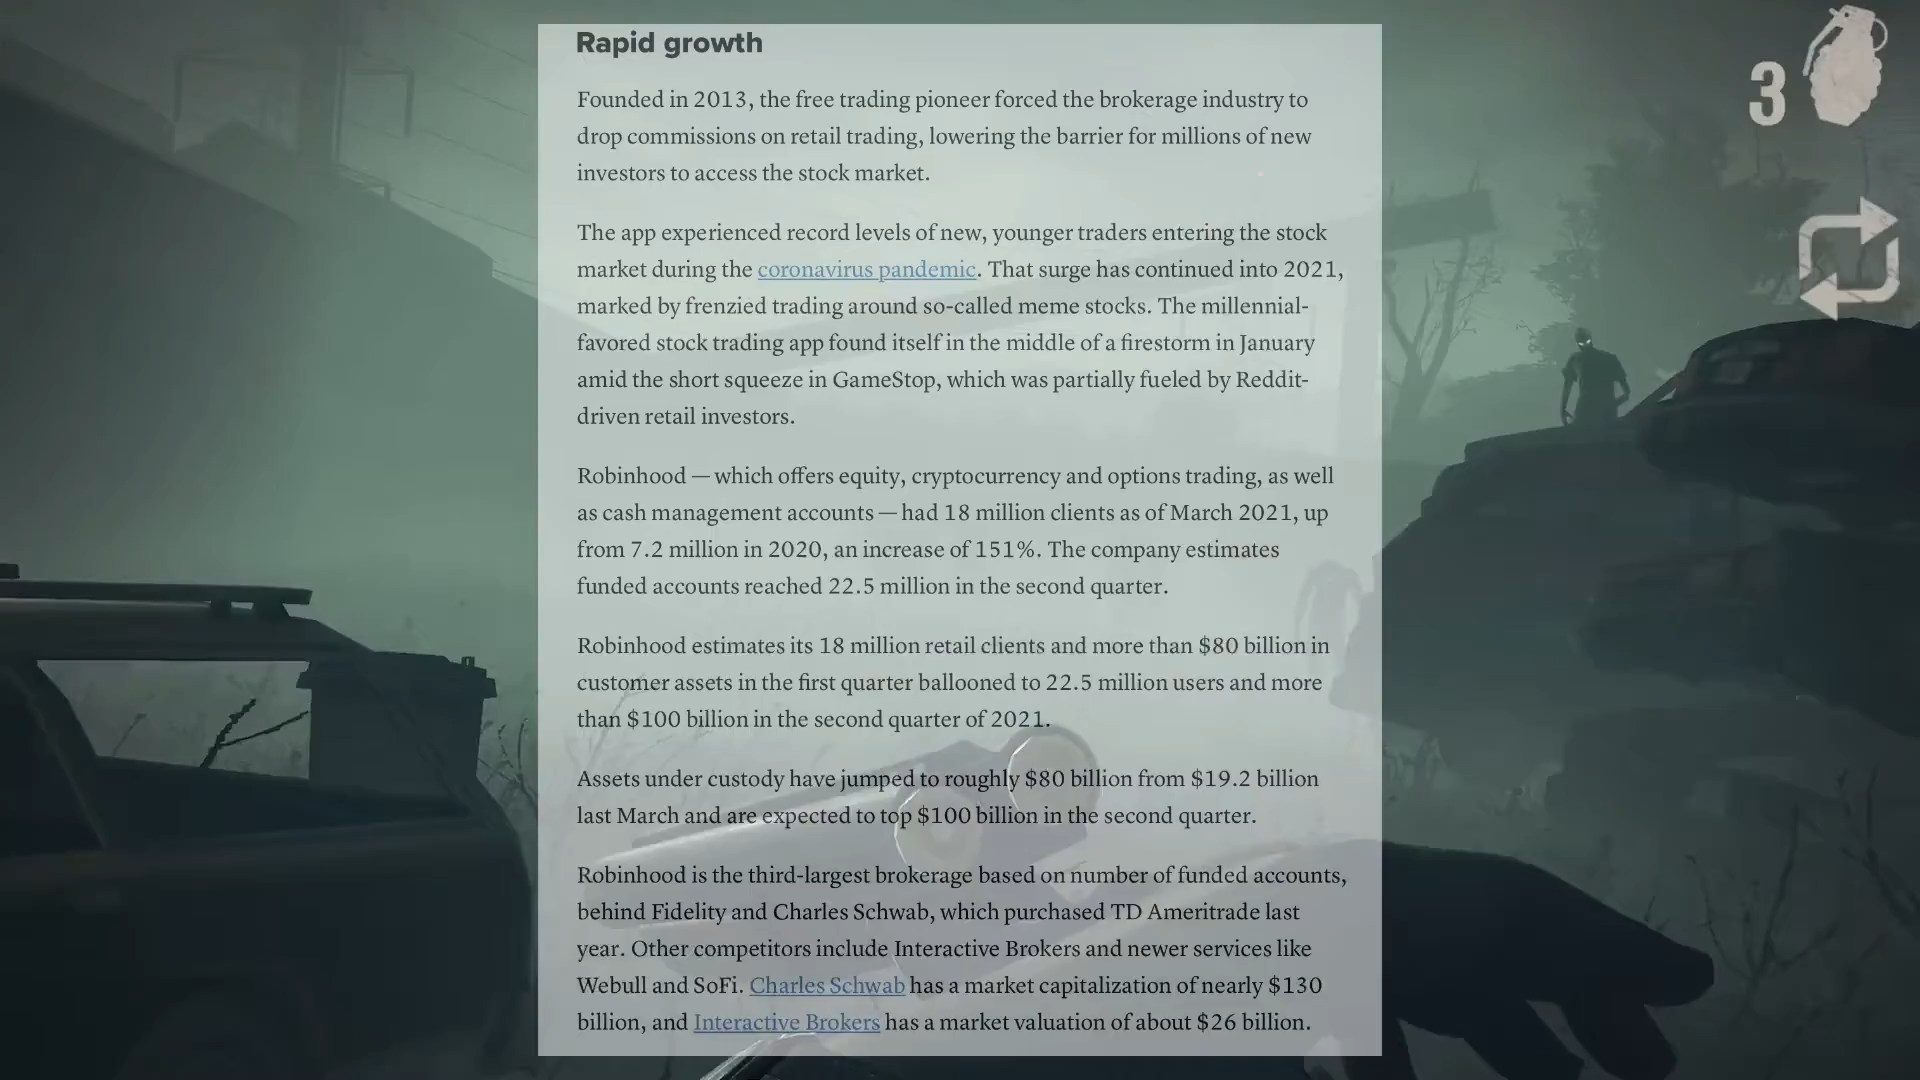 Rapid growth
Founded in 2013, the free trading pioneer forced the brokerage industry to
drop commissions on retail trading, lowering the barrier for millions of new
investors to access the stock market.
The app experienced record levels of new, younger traders entering the stock
market during the coronavirus pandemic. That surge has continued into 2021,
marked by frenzied trading around so-called meme stocks. The millennial-
favored stock trading app found itself in the middle of a firestorm in January
amid the short squeeze in GameStop, which was partially fueled by Reddit-
driven retail investors.
Robinhood — which offers equity, cryptocurrency and options trading, as well
as cash management accounts — had 18 million clients as of March 2021, up
from 7.2 million in 2020, an increase of 151%. The company estimates
funded accounts reached 22.5 million in the second quarter.
Robinhood estimates its 18 million retail clients and more than $80 billion in
customer assets in the first quarter ballooned to 22.5 million users and more
than $100 billion in the second quarter of 2021.
Assets under custody have jumped to roughly $80 billion from $19.2 billion
last March and are expected to top $100 billion in the second quarter.
Robinhood is the third-largest brokerage based on number of funded accounts,
behind Fidelity and Charles Schwab, which purchased TD Ameritrade last
year. Other competitors include Interactive Brokers and newer services like
Webull and SoFi. Charles Schwab has a market capitalization of nearly $130
billion, and Interactive Brokers has a market valuation of about $26 billion.
3